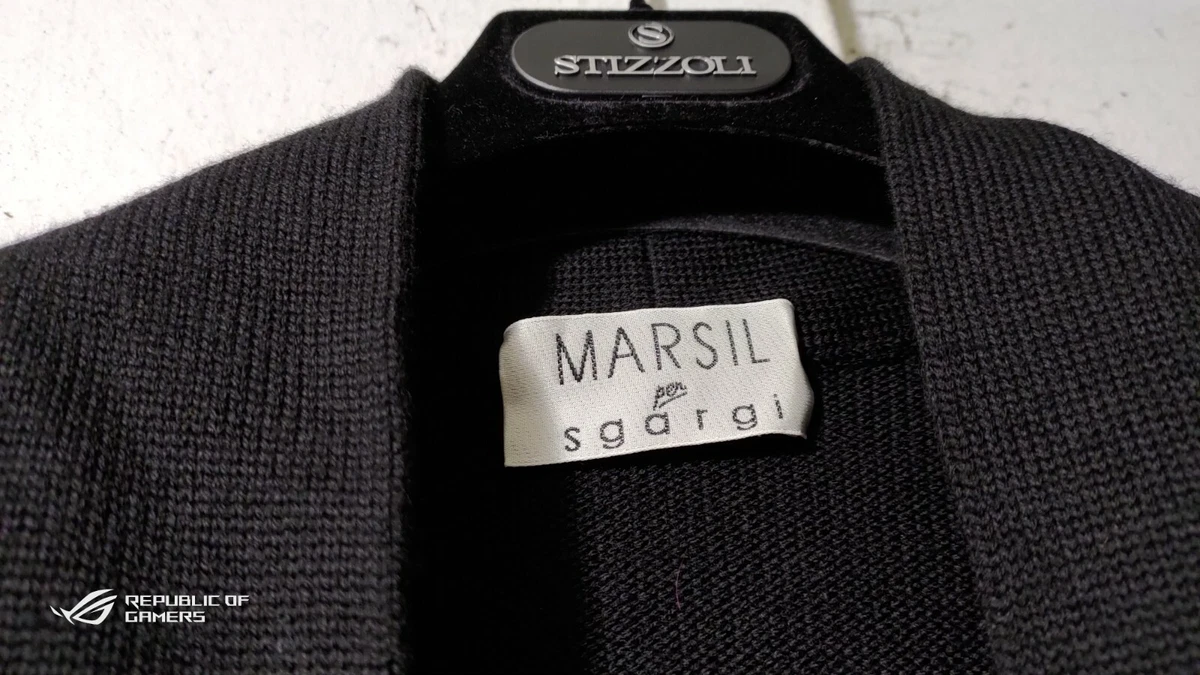 S
STIZZOLI
MARSIL
per
sgargi
REPUBLIC OF
GAMERS